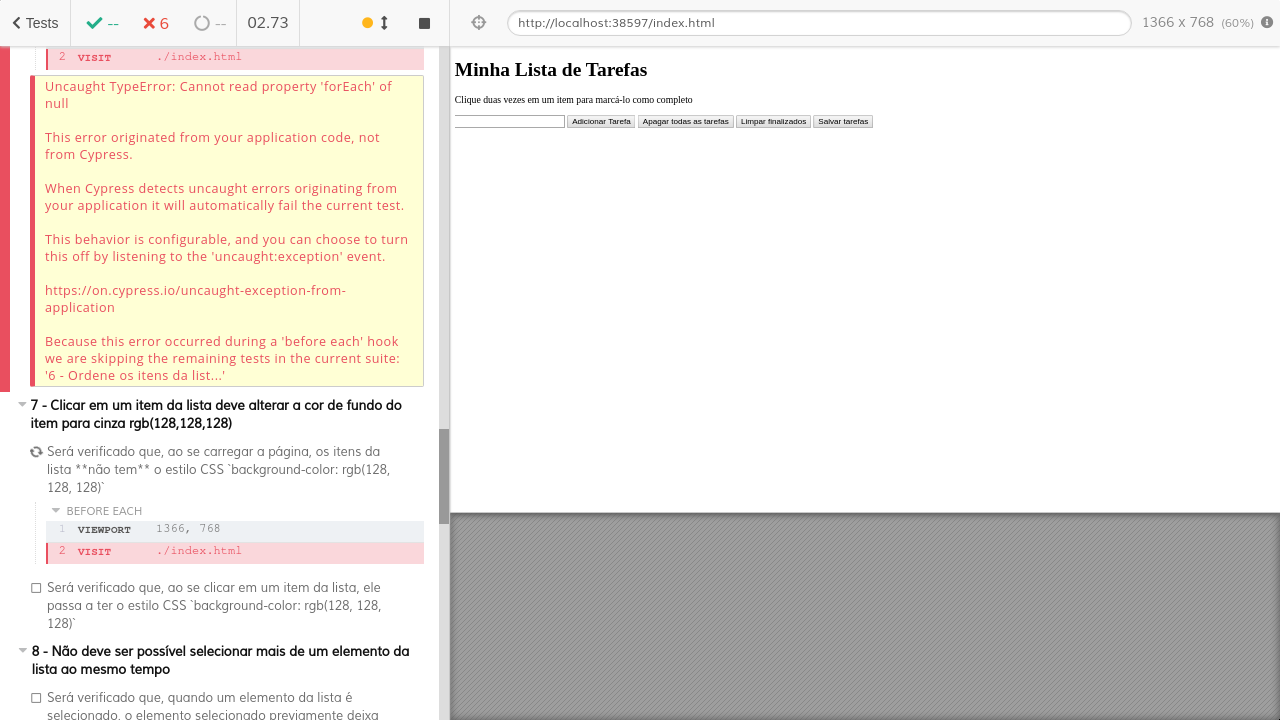 Tests
--
6
--
02.73
http://localhost:38597/index.html
1366 x 768 (60%)
2 VISIT ./index.html
Uncaught TypeError: Cannot read property 'forEach' of
null
This error originated from your application code, not
from Cypress.
When Cypress detects uncaught errors originating from
your application it will automatically fail the current test.
This behavior is configurable, and you can choose to turn
this off by listening to the 'uncaught:exception' event.
https://on.cypress.io/uncaught-exception-from-
application
Because this error occurred during a 'before each' hook
we are skipping the remaining tests in the current suite:
'6 - Ordene os itens da list...'
7 - Clicar em um item da lista deve alterar a cor de fundo do
item para cinza rgb(128,128,128)
Será verificado que, ao se carregar a página, os itens da
lista **não tem** o estilo CSS `background-color: rgb(128,
128, 128)`
BEFORE EACH
1 VIEWPORT 1366, 768
2 VISIT ./index.html
Será verificado que, ao se clicar em um item da lista, ele
passa a ter o estilo CSS `background-color: rgb(128, 128,
128)`
8 - Não deve ser possível selecionar mais de um elemento da
lista ao mesmo tempo
Será verificado que, quando um elemento da lista é
selecionado, o elemento selecionado previamente deixa
Minha Lista de Tarefas
Clique duas vezes em um item para marcá-lo como completo
Adicionar Tarefa Apagar todas as tarefas Limpar finalizados Salvar tarefas